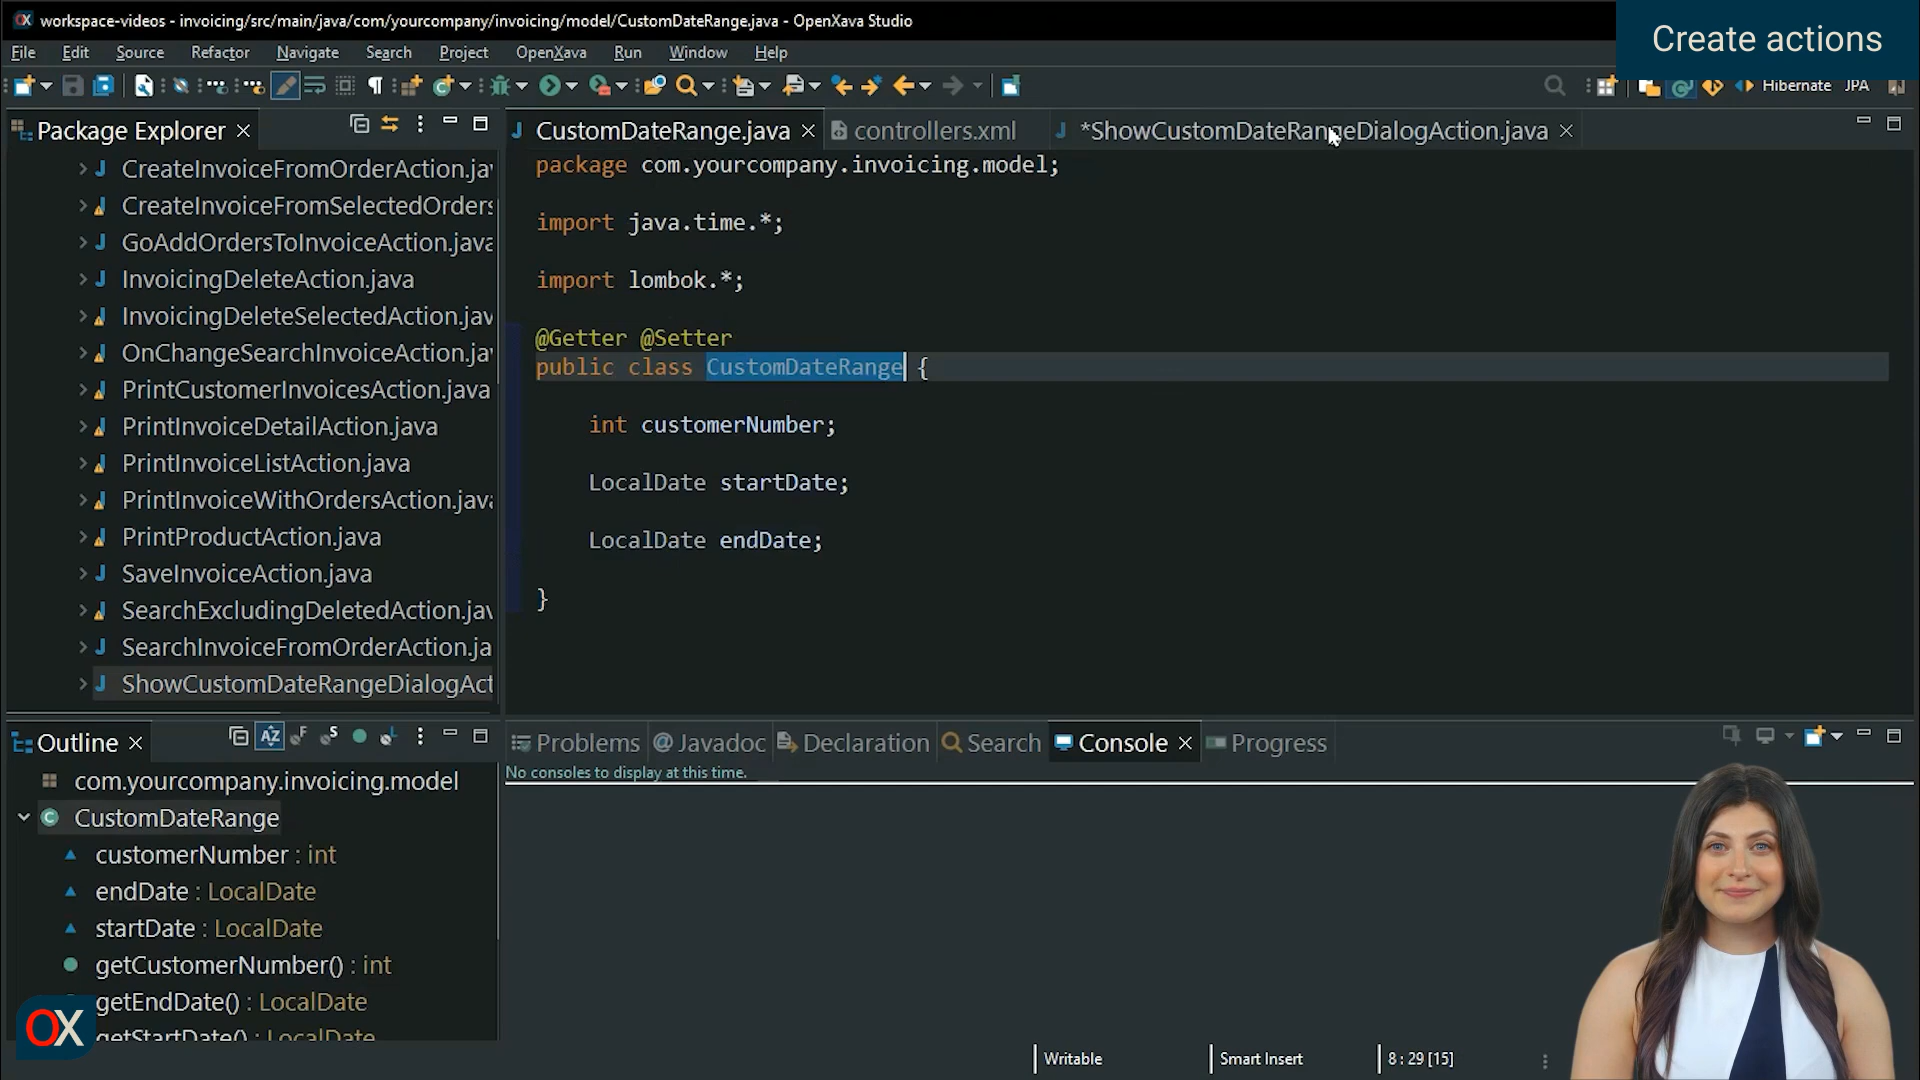 workspace-videos - invoicing/src/main/java/com/yourcompany/invoicing/model/CustomDateRange.java - OpenXava Studio
Create actions
File Edit Source Refactor Navigate Search Project OpenXava Run Window Help
Hibernate JPA
Package Explorer
CreateInvoiceFromOrderAction.jav
CreateInvoiceFromSelectedOrders
GoAddOrdersToInvoiceAction.java
InvoicingDeleteAction.java
InvoicingDeleteSelectedAction.jav
OnChangeSearchInvoiceAction.jav
PrintCustomerInvoicesAction.java
PrintInvoiceDetailAction.java
PrintInvoiceListAction.java
PrintInvoiceWithOrdersAction.java
PrintProductAction.java
SaveInvoiceAction.java
SearchExcludingDeletedAction.jav
SearchInvoiceFromOrderAction.ja
ShowCustomDateRangeDialogAct
CustomDateRange.java controllers.xml *ShowCustomDateRangeDialogAction.java
package com.yourcompany.invoicing.model;
import java.time.*;
import lombok.*;
@Getter @Setter
public class CustomDateRange {
int customerNumber;
LocalDate startDate;
LocalDate endDate;
}
Outline
com.yourcompany.invoicing.model
CustomDateRange
customerNumber : int
endDate : LocalDate
startDate : LocalDate
getCustomerNumber() : int
getEndDate() : LocalDate
getStartDate() : LocalDate
Problems @ Javadoc Declaration Search Console Progress
No consoles to display at this time.
OX
Writable Smart Insert 8 : 29 [15]